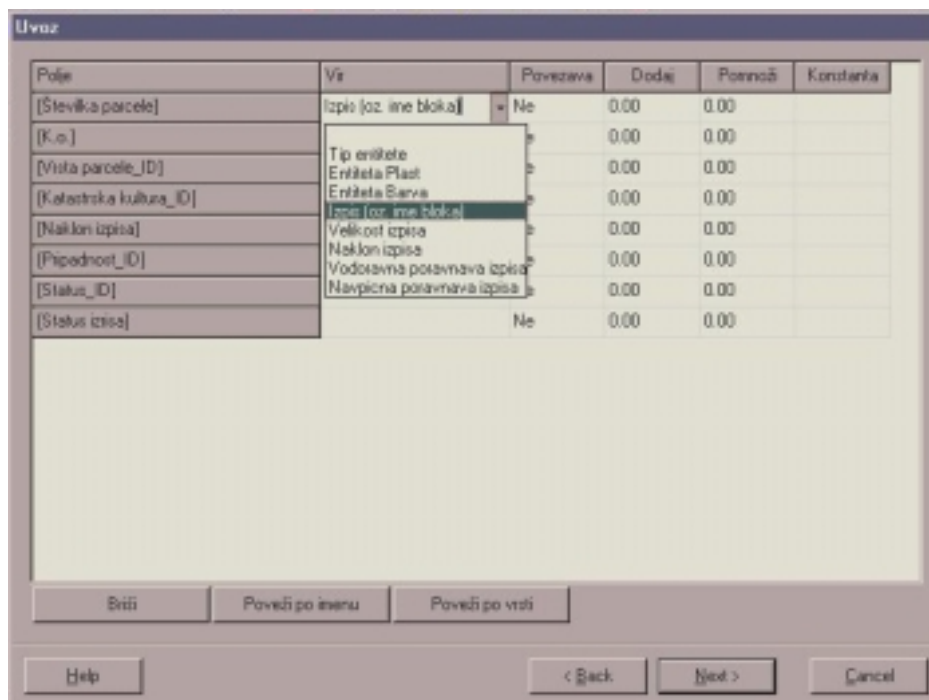 Uvoz
Polje Vir Povezava Dodaj Pomnoži Konstanta
[Številka parcele] Izpis [oz. ime bloka] Ne 0.00 0.00
[K.o.] 0.00 0.00
[Vrsta parcele_ID] Tip entitete 0.00 0.00
Entiteta Plast
[Katastrska kultura_ID] Entiteta Barva 0.00 0.00
Izpis [oz. ime bloka]
[Naklon izpisa] Velikost izpisa 0.00 0.00
Naklon izpisa
[Pripadnost_ID] Vodoravna poravnava izpisa 0.00 0.00
[Status_ID] Navpicna poravnava izpisa 0.00 0.00
[Status izrisa] Ne 0.00 0.00
Briši Poveži po imenu Poveži po vrsti
Help < Back Next > Cancel